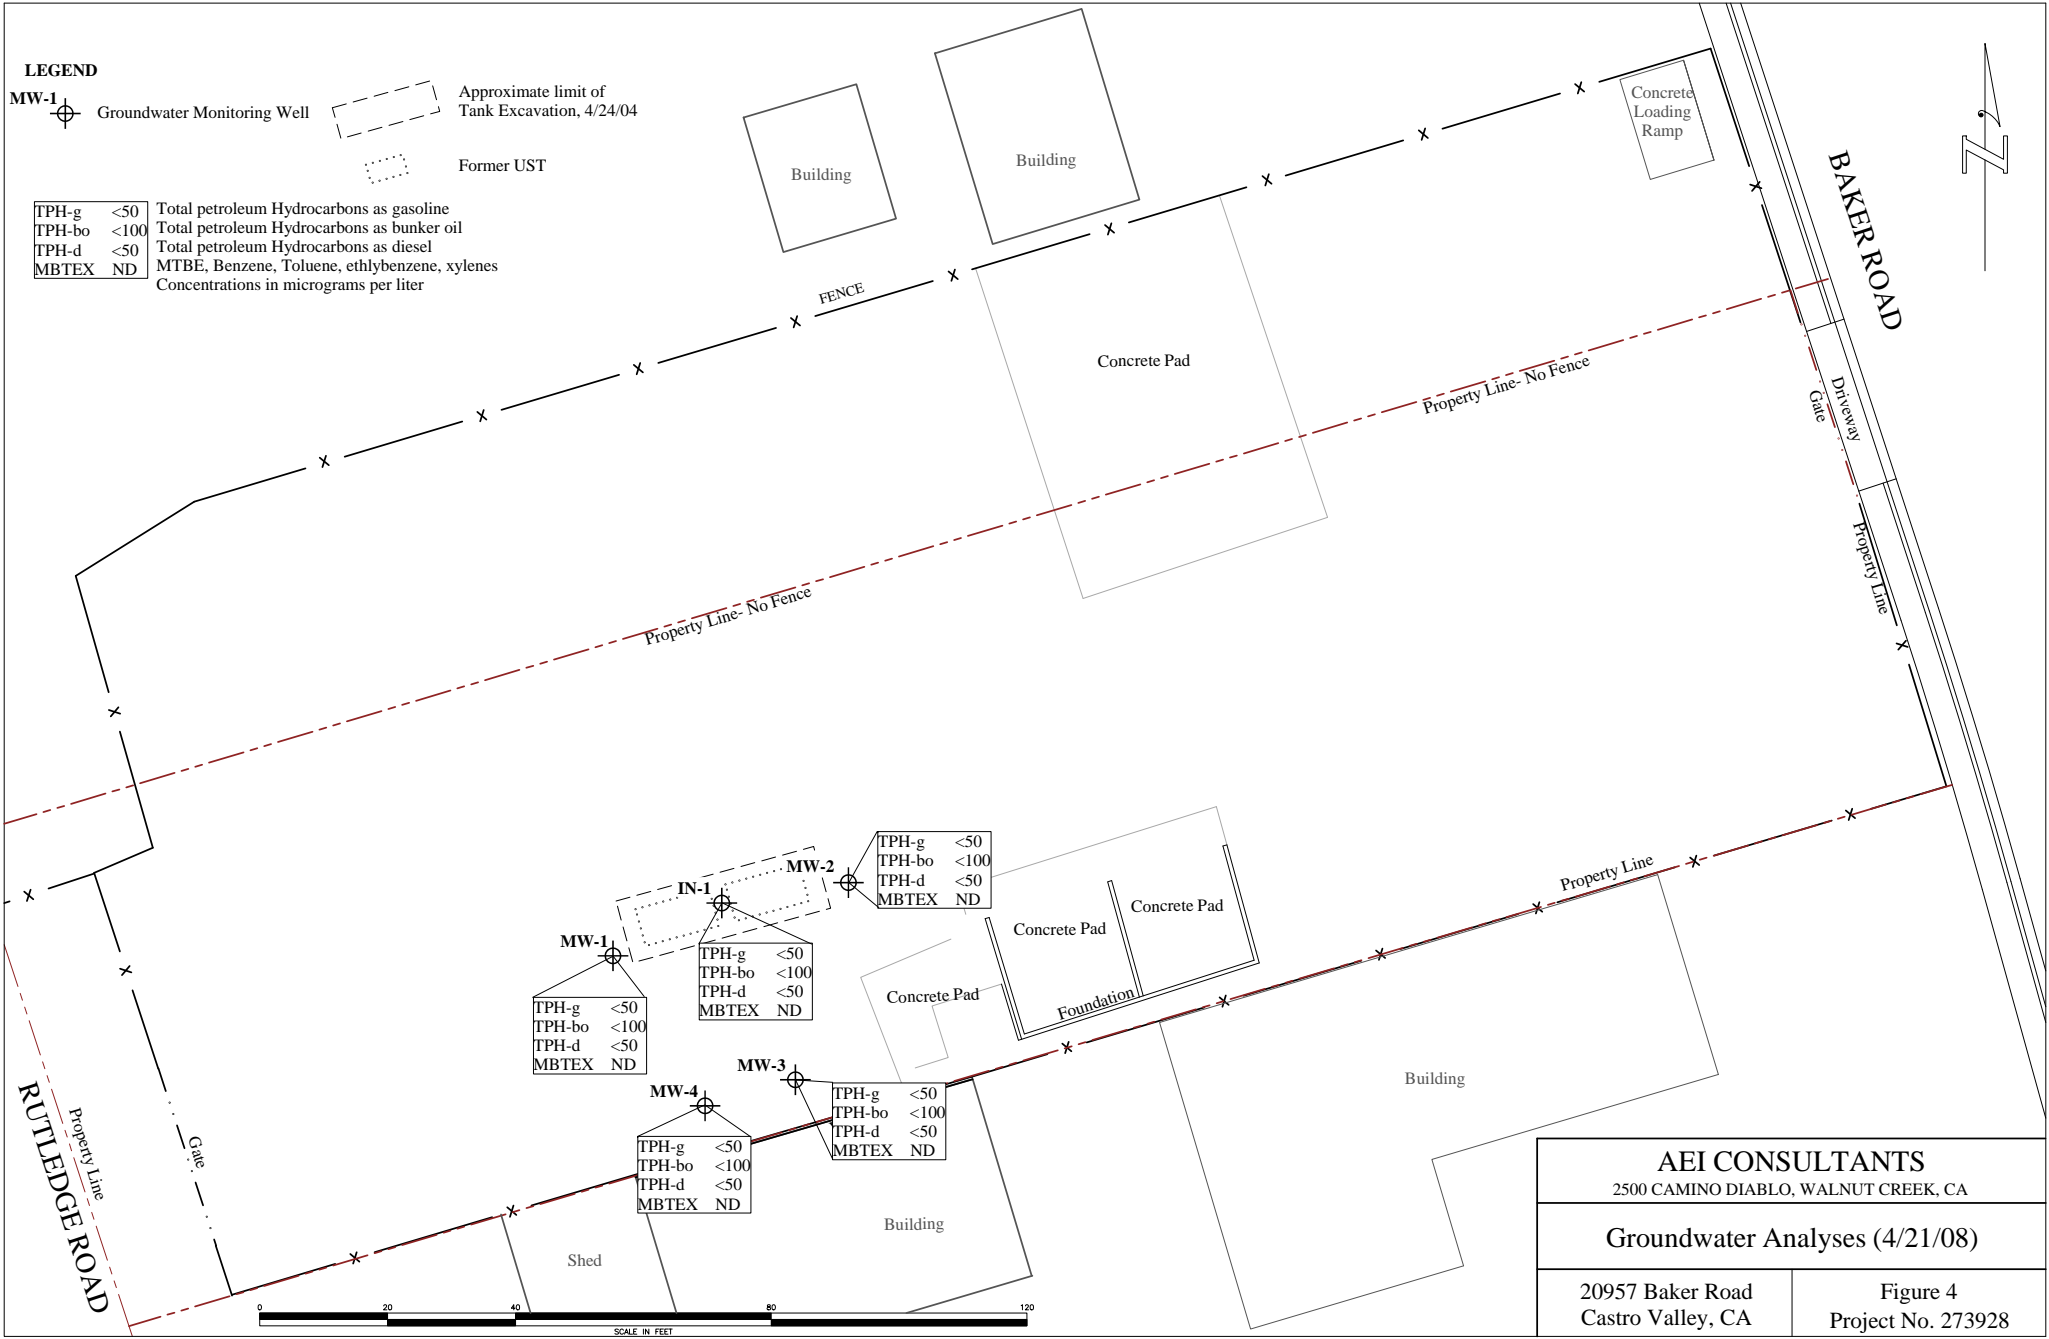 LEGEND
MW-1
Groundwater Monitoring Well
Approximate limit of
Tank Excavation, 4/24/04
Former UST
TPH-g <50 Total petroleum Hydrocarbons as gasoline
TPH-bo <100 Total petroleum Hydrocarbons as bunker oil
TPH-d <50 Total petroleum Hydrocarbons as diesel
MBTEX ND MTBE, Benzene, Toluene, ethlybenzene, xylenes
Concentrations in micrograms per liter
Building
Building
Concrete
Loading
Ramp
N
BAKER ROAD
FENCE
Concrete Pad
Property Line- No Fence
Driveway
Gate
Property Line
Property Line- No Fence
MW-2
TPH-g <50
TPH-bo <100
TPH-d <50
MBTEX ND
IN-1
TPH-g <50
TPH-bo <100
TPH-d <50
MBTEX ND
MW-1
TPH-g <50
TPH-bo <100
TPH-d <50
MBTEX ND
Concrete Pad
Concrete Pad
Concrete Pad
Foundation
Property Line
MW-3
TPH-g <50
TPH-bo <100
TPH-d <50
MBTEX ND
MW-4
TPH-g <50
TPH-bo <100
TPH-d <50
MBTEX ND
Building
Building
Shed
RUTLEDGE ROAD
Property Line
Gate
0 20 40 80 120
SCALE IN FEET
AEI CONSULTANTS
2500 CAMINO DIABLO, WALNUT CREEK, CA
Groundwater Analyses (4/21/08)
20957 Baker Road
Castro Valley, CA
Figure 4
Project No. 273928